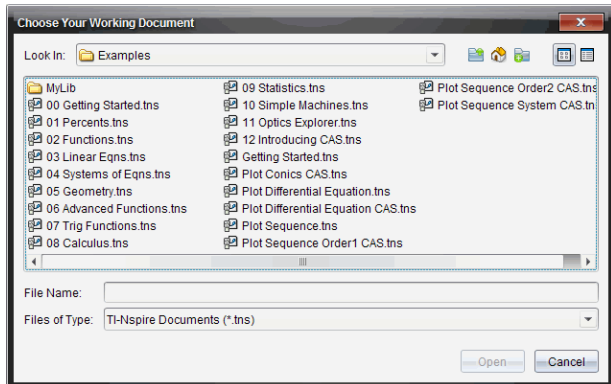 Choose Your Working Document
Look In: Examples
MyLib
00 Getting Started.tns
01 Percents.tns
02 Functions.tns
03 Linear Eqns.tns
04 Systems of Eqns.tns
05 Geometry.tns
06 Advanced Functions.tns
07 Trig Functions.tns
08 Calculus.tns
09 Statistics.tns
10 Simple Machines.tns
11 Optics Explorer.tns
12 Introducing CAS.tns
Getting Started.tns
Plot Conics CAS.tns
Plot Differential Equation.tns
Plot Differential Equation CAS.tns
Plot Sequence.tns
Plot Sequence Order1 CAS.tns
Plot Sequence Order2 CAS.tns
Plot Sequence System CAS.tn
File Name:
Files of Type: TI-Nspire Documents (*.tns)
Open Cancel